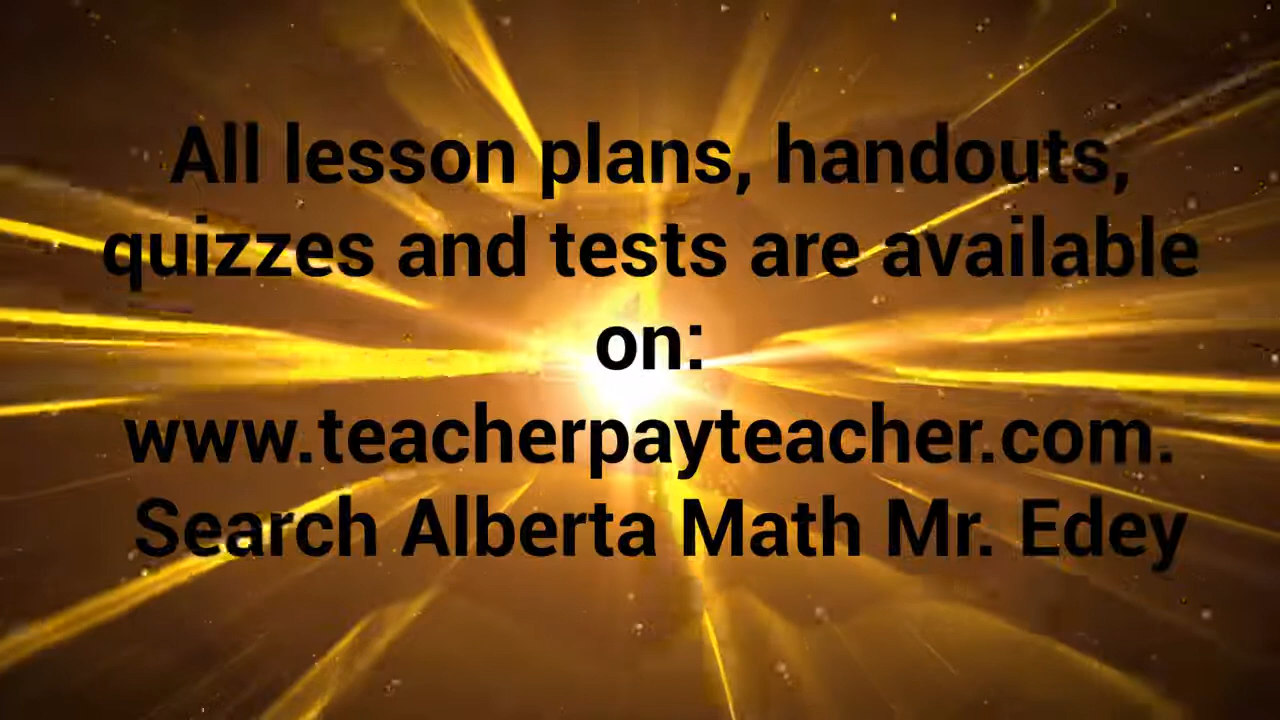 All lesson plans, handouts,
quizzes and tests are available
on:
www.teacherpayteacher.com.
Search Alberta Math Mr. Edey